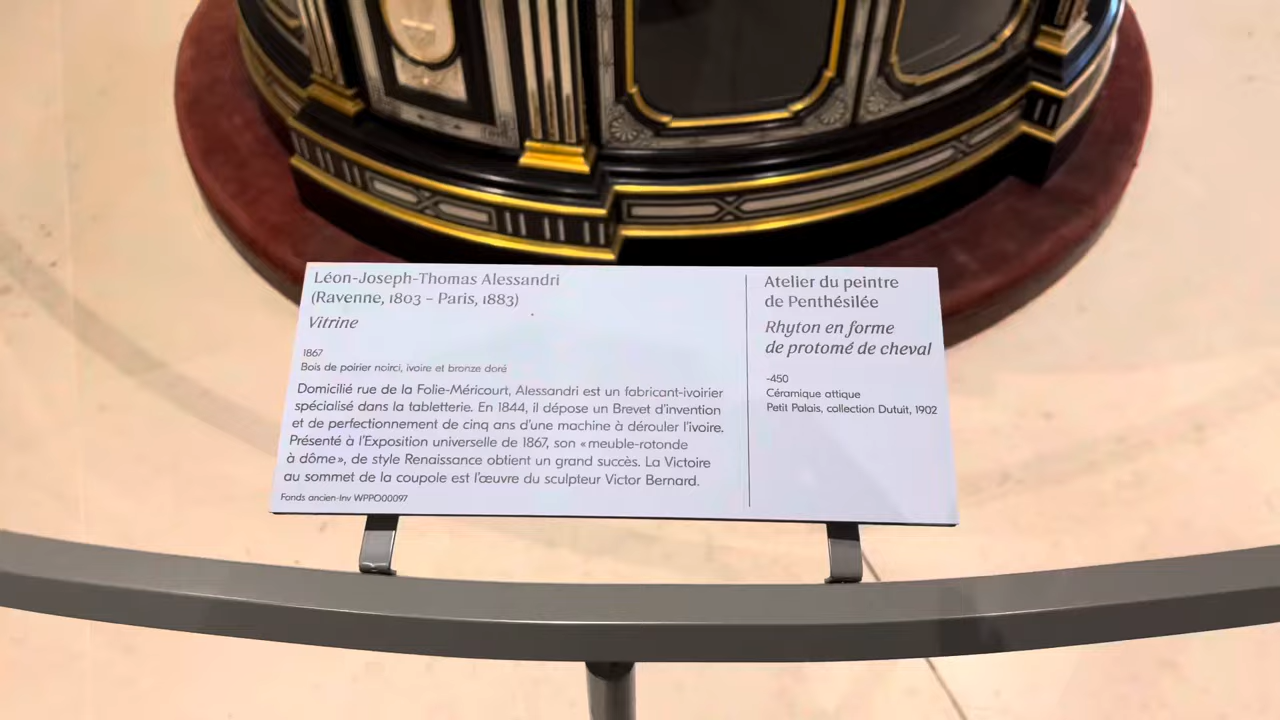 Léon-Joseph-Thomas Alessandri
(Ravenne, 1803 – Paris, 1883)
Vitrine
1867
Bois de poirier noirci, ivoire et bronze doré
Domicilié rue de la Folie-Méricourt, Alessandri est un fabricant-ivoirier
spécialisé dans la tabletterie. En 1844, il dépose un Brevet d'invention
et de perfectionnement de cinq ans d'une machine à dérouler l'ivoire.
Présenté à l'Exposition universelle de 1867, son «meuble-rotonde
à dôme», de style Renaissance obtient un grand succès. La Victoire
au sommet de la coupole est l'œuvre du sculpteur Victor Bernard.
Fonds ancien-Inv WPPO00097
Atelier du peintre
de Penthésilée
Rhyton en forme
de protomé de cheval
-450
Céramique attique
Petit Palais, collection Dutuit, 1902